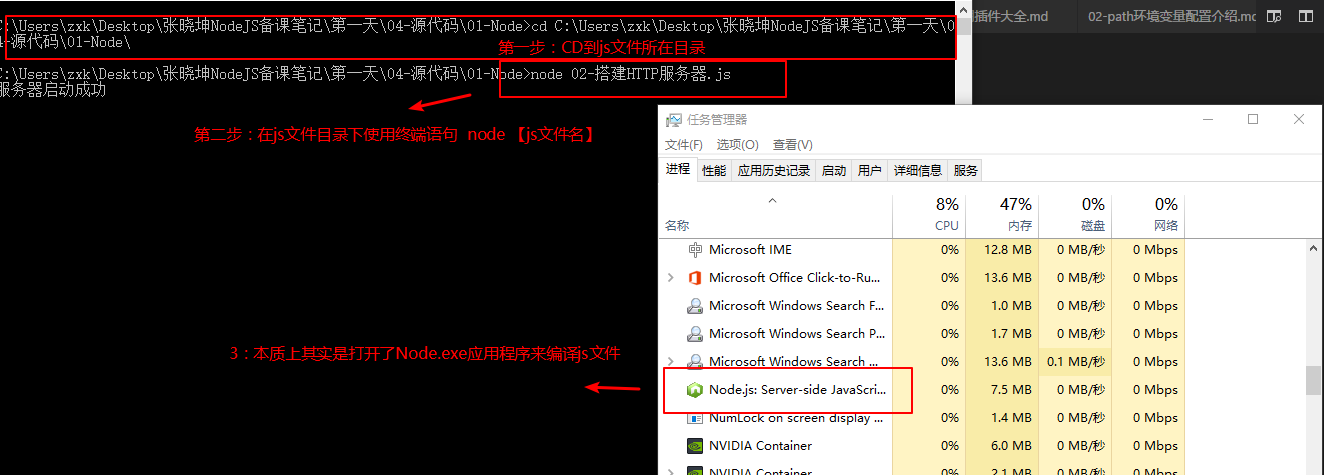 C:\Users\zxk\Desktop\张晓坤NodeJS备课笔记\第一天\04-源代码\01-Node>cd C:\Users\zxk\Desktop\张晓坤NodeJS备课笔记\第一天\0
4-源代码\01-Node\
第一步：CD到js文件所在目录
C:\Users\zxk\Desktop\张晓坤NodeJS备课笔记\第一天\04-源代码\01-Node>node 02-搭建HTTP服务器.js
服务器启动成功
第二步：在js文件目录下使用终端语句 node 【js文件名】
3：本质上其实是打开了Node.exe应用程序来编译js文件
插件大全.md 02-path环境变量配置介绍.md
任务管理器
文件(F) 选项(O) 查看(V)
进程 性能 应用历史记录 启动 用户 详细信息 服务
8% 47% 0% 0%
名称 CPU 内存 磁盘 网络
Microsoft IME 0% 12.8 MB 0 MB/秒 0 Mbps
Microsoft Office Click-to-Ru... 0% 13.6 MB 0 MB/秒 0 Mbps
Microsoft Windows Search F... 0% 1.0 MB 0 MB/秒 0 Mbps
Microsoft Windows Search P... 0% 1.7 MB 0 MB/秒 0 Mbps
Microsoft Windows Search ... 0% 13.6 MB 0.1 MB/秒 0 Mbps
Node.js: Server-side JavaScri... 0% 7.5 MB 0 MB/秒 0 Mbps
NumLock on screen display ... 0% 1.4 MB 0 MB/秒 0 Mbps
NVIDIA Container 0% 6.0 MB 0 MB/秒 0 Mbps
NVIDIA Container 0% 2.1 MB 0 MB/秒 0 Mbps